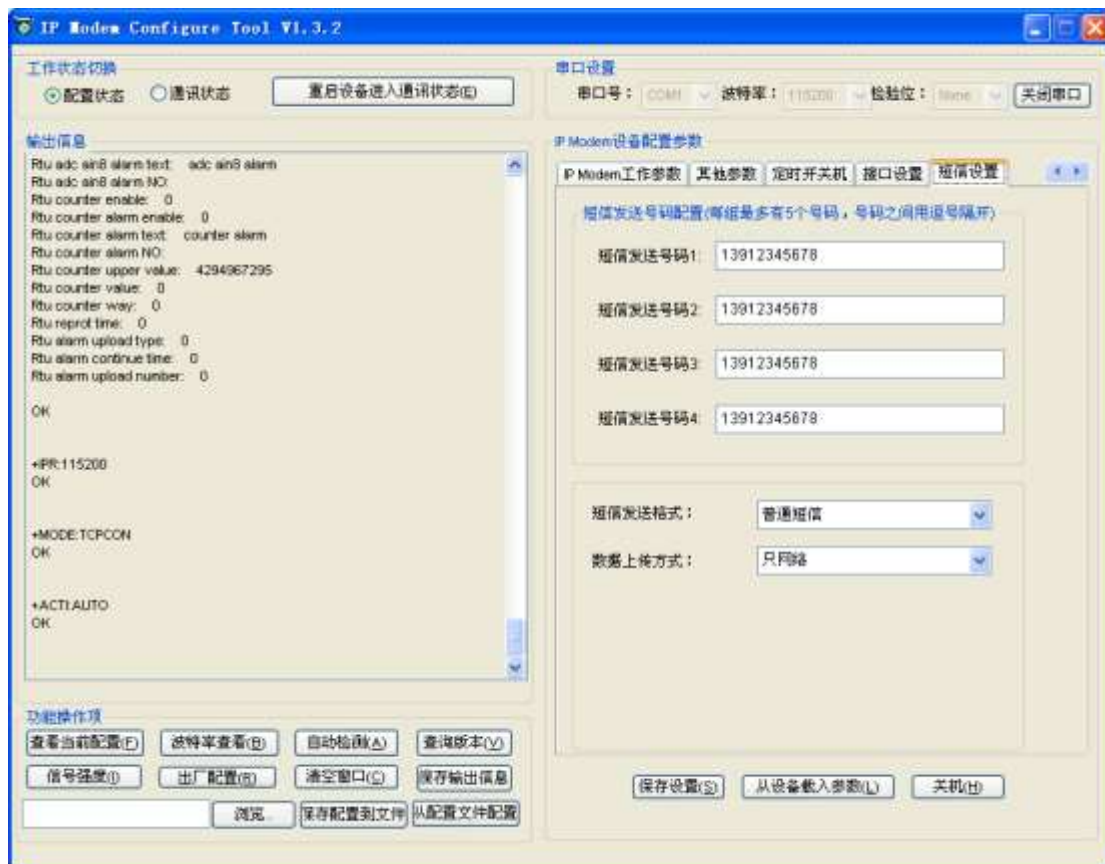 IP Modem Configure Tool V1.3.2
工作状态切换
配置状态 通讯状态 重启设备进入通讯状态(E)
串口设置
串口号： COM1 波特率： 115200 检验位： None 关闭串口
输出信息
Rtu adc ain8 alarm text: adc ain8 alarm
Rtu adc ain8 alarm NO:
Rtu counter enable: 0
Rtu counter alarm enable: 0
Rtu counter alarm text: counter alarm
Rtu counter alarm NO:
Rtu counter upper value: 4294967295
Rtu counter value: 0
Rtu counter way: 0
Rtu reprot time: 0
Rtu alarm upload type: 0
Rtu alarm continue time: 0
Rtu alarm upload number: 0
OK
+IPR:115200
OK
+MODE:TCPCON
OK
+ACTI:AUTO
OK
功能操作项
查看当前配置(F) 波特率查看(B) 自动检测(A) 查询版本(V)
信号强度(I) 出厂配置(R) 清空窗口(C) 保存输出信息
浏览 保存配置到文件 从配置文件配置
IP Modem设备配置参数
IP Modem工作参数 其他参数 定时开关机 接口设置 短信设置
短信发送号码配置(每组最多有5个号码，号码之间用逗号隔开)
短信发送号码1: 13912345678
短信发送号码2: 13912345678
短信发送号码3: 13912345678
短信发送号码4: 13912345678
短信发送格式： 普通短信
数据上传方式： 只网络
保存设置(S) 从设备载入参数(L) 关机(H)